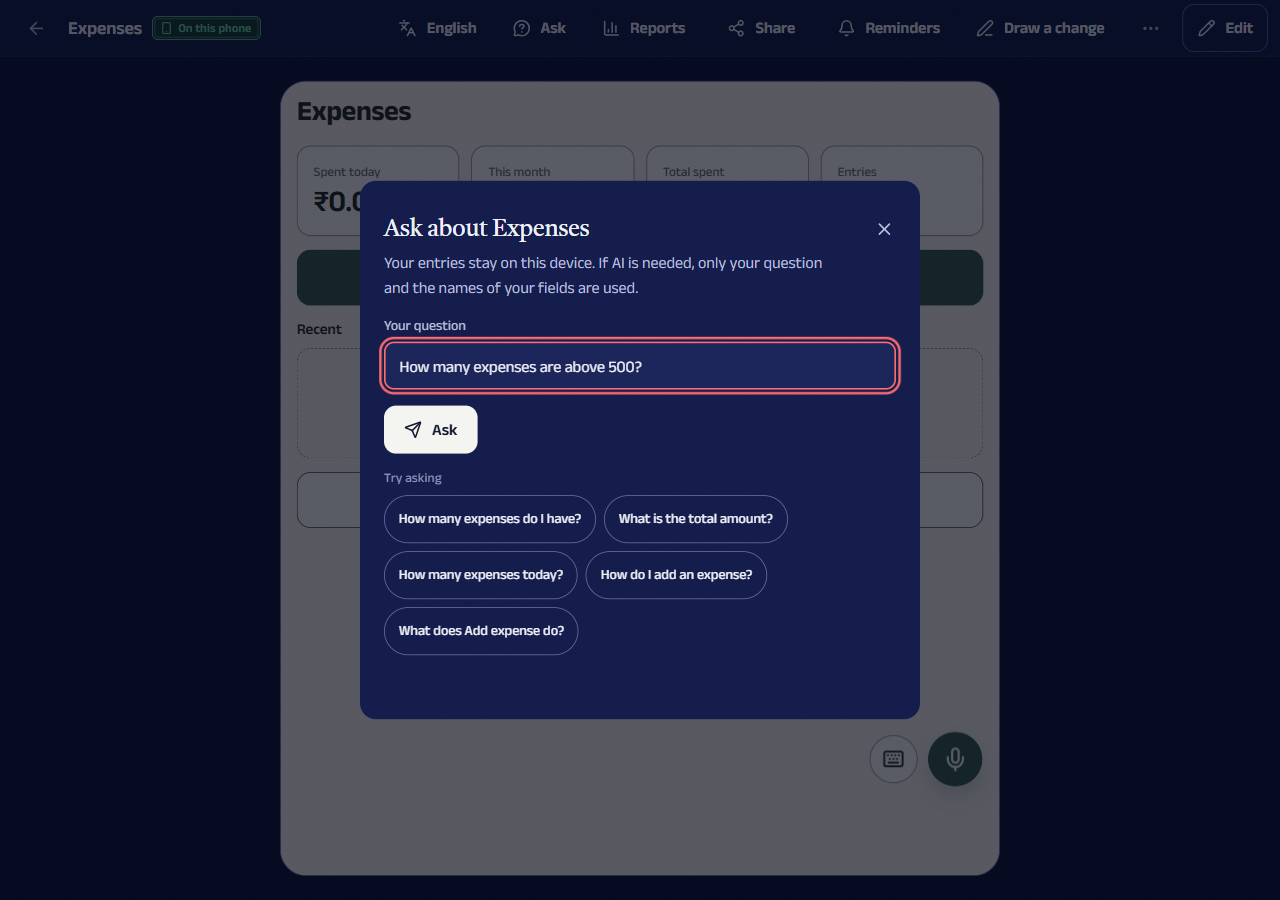 Expenses
On this phone
English
Ask
Reports
Share
Reminders
Draw a change
Edit
Expenses
Spent today
This month
Total spent
Entries
Ask about Expenses
Your entries stay on this device. If AI is needed, only your question
and the names of your fields are used.
Your question
Recent
How many expenses are above 500?
Ask
Try asking
How many expenses do I have?
What is the total amount?
How many expenses today?
How do I add an expense?
What does Add expense do?